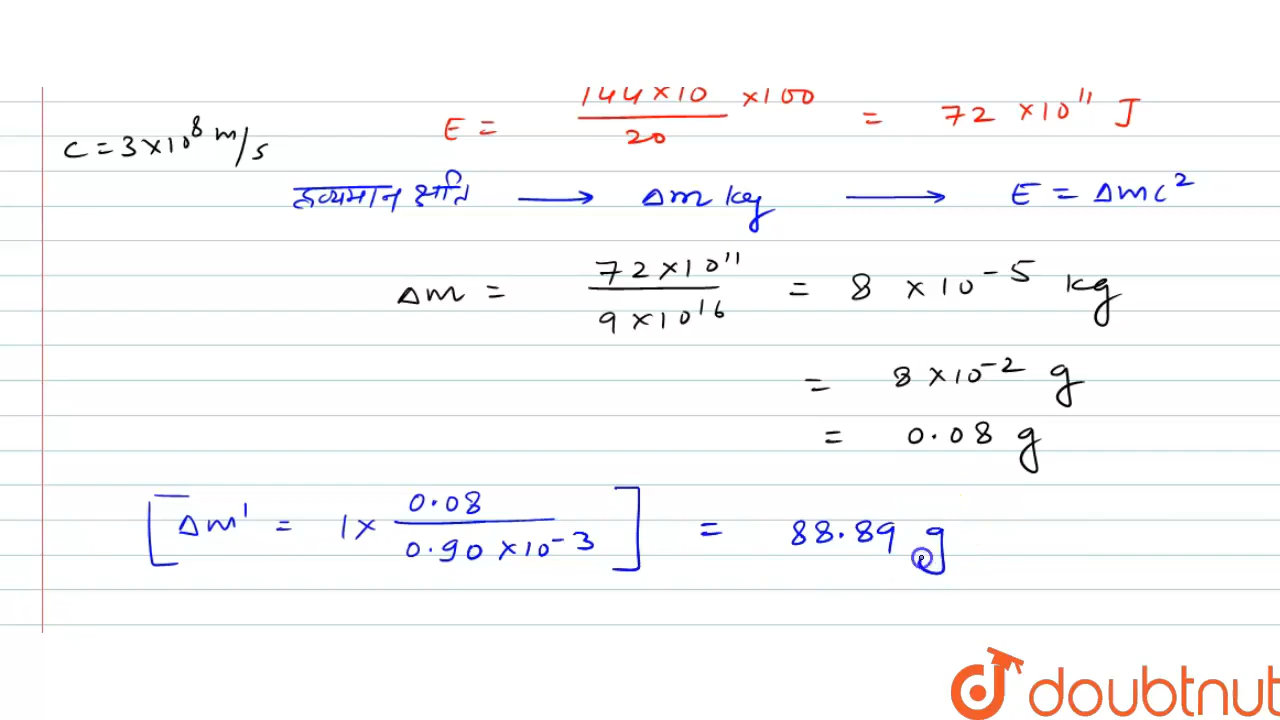 E = 144×10/20 ×100 = 72 ×10¹¹ J
C = 3×10⁸ m/s
द्रव्यमान क्षति → Δm kg → E = Δmc²
Δm = 72×10¹¹/9×10¹⁶ = 8 ×10⁻⁵ kg
= 8×10⁻² g
= 0.08 g
[Δm' = 1× 0.08/0.90×10⁻³] = 88.89 g
doubtnut